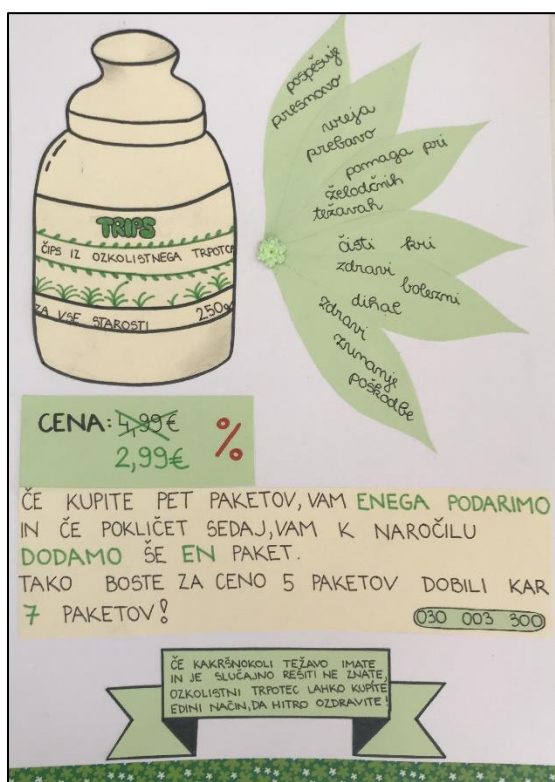 TRIPS
ČIPS IZ OZKOLISTNEGA TRPOTCA
ZA VSE STAROSTI 250g
pospešuje
presnovo
ureja
prebavo
pomaga pri
želodčnih
težavah
čisti kri
zdravi bolezni
dihal
zdravi
zunanje
poškodbe
CENA: 4,99€ %
2,99€
ČE KUPITE PET PAKETOV, VAM ENEGA PODARIMO
IN ČE POKLIČET SEDAJ, VAM K NAROČILU
DODAMO ŠE EN PAKET.
TAKO BOSTE ZA CENO 5 PAKETOV DOBILI KAR
7 PAKETOV!
030 003 300
ČE KAKRŠNOKOLI TEŽAVO IMATE
IN JE SLUČAJNO REŠITI NE ZNATE,
OZKOLISTNI TRPOTEC LAHKO KUPITE,
EDINI NAČIN, DA HITRO OZDRAVITE!